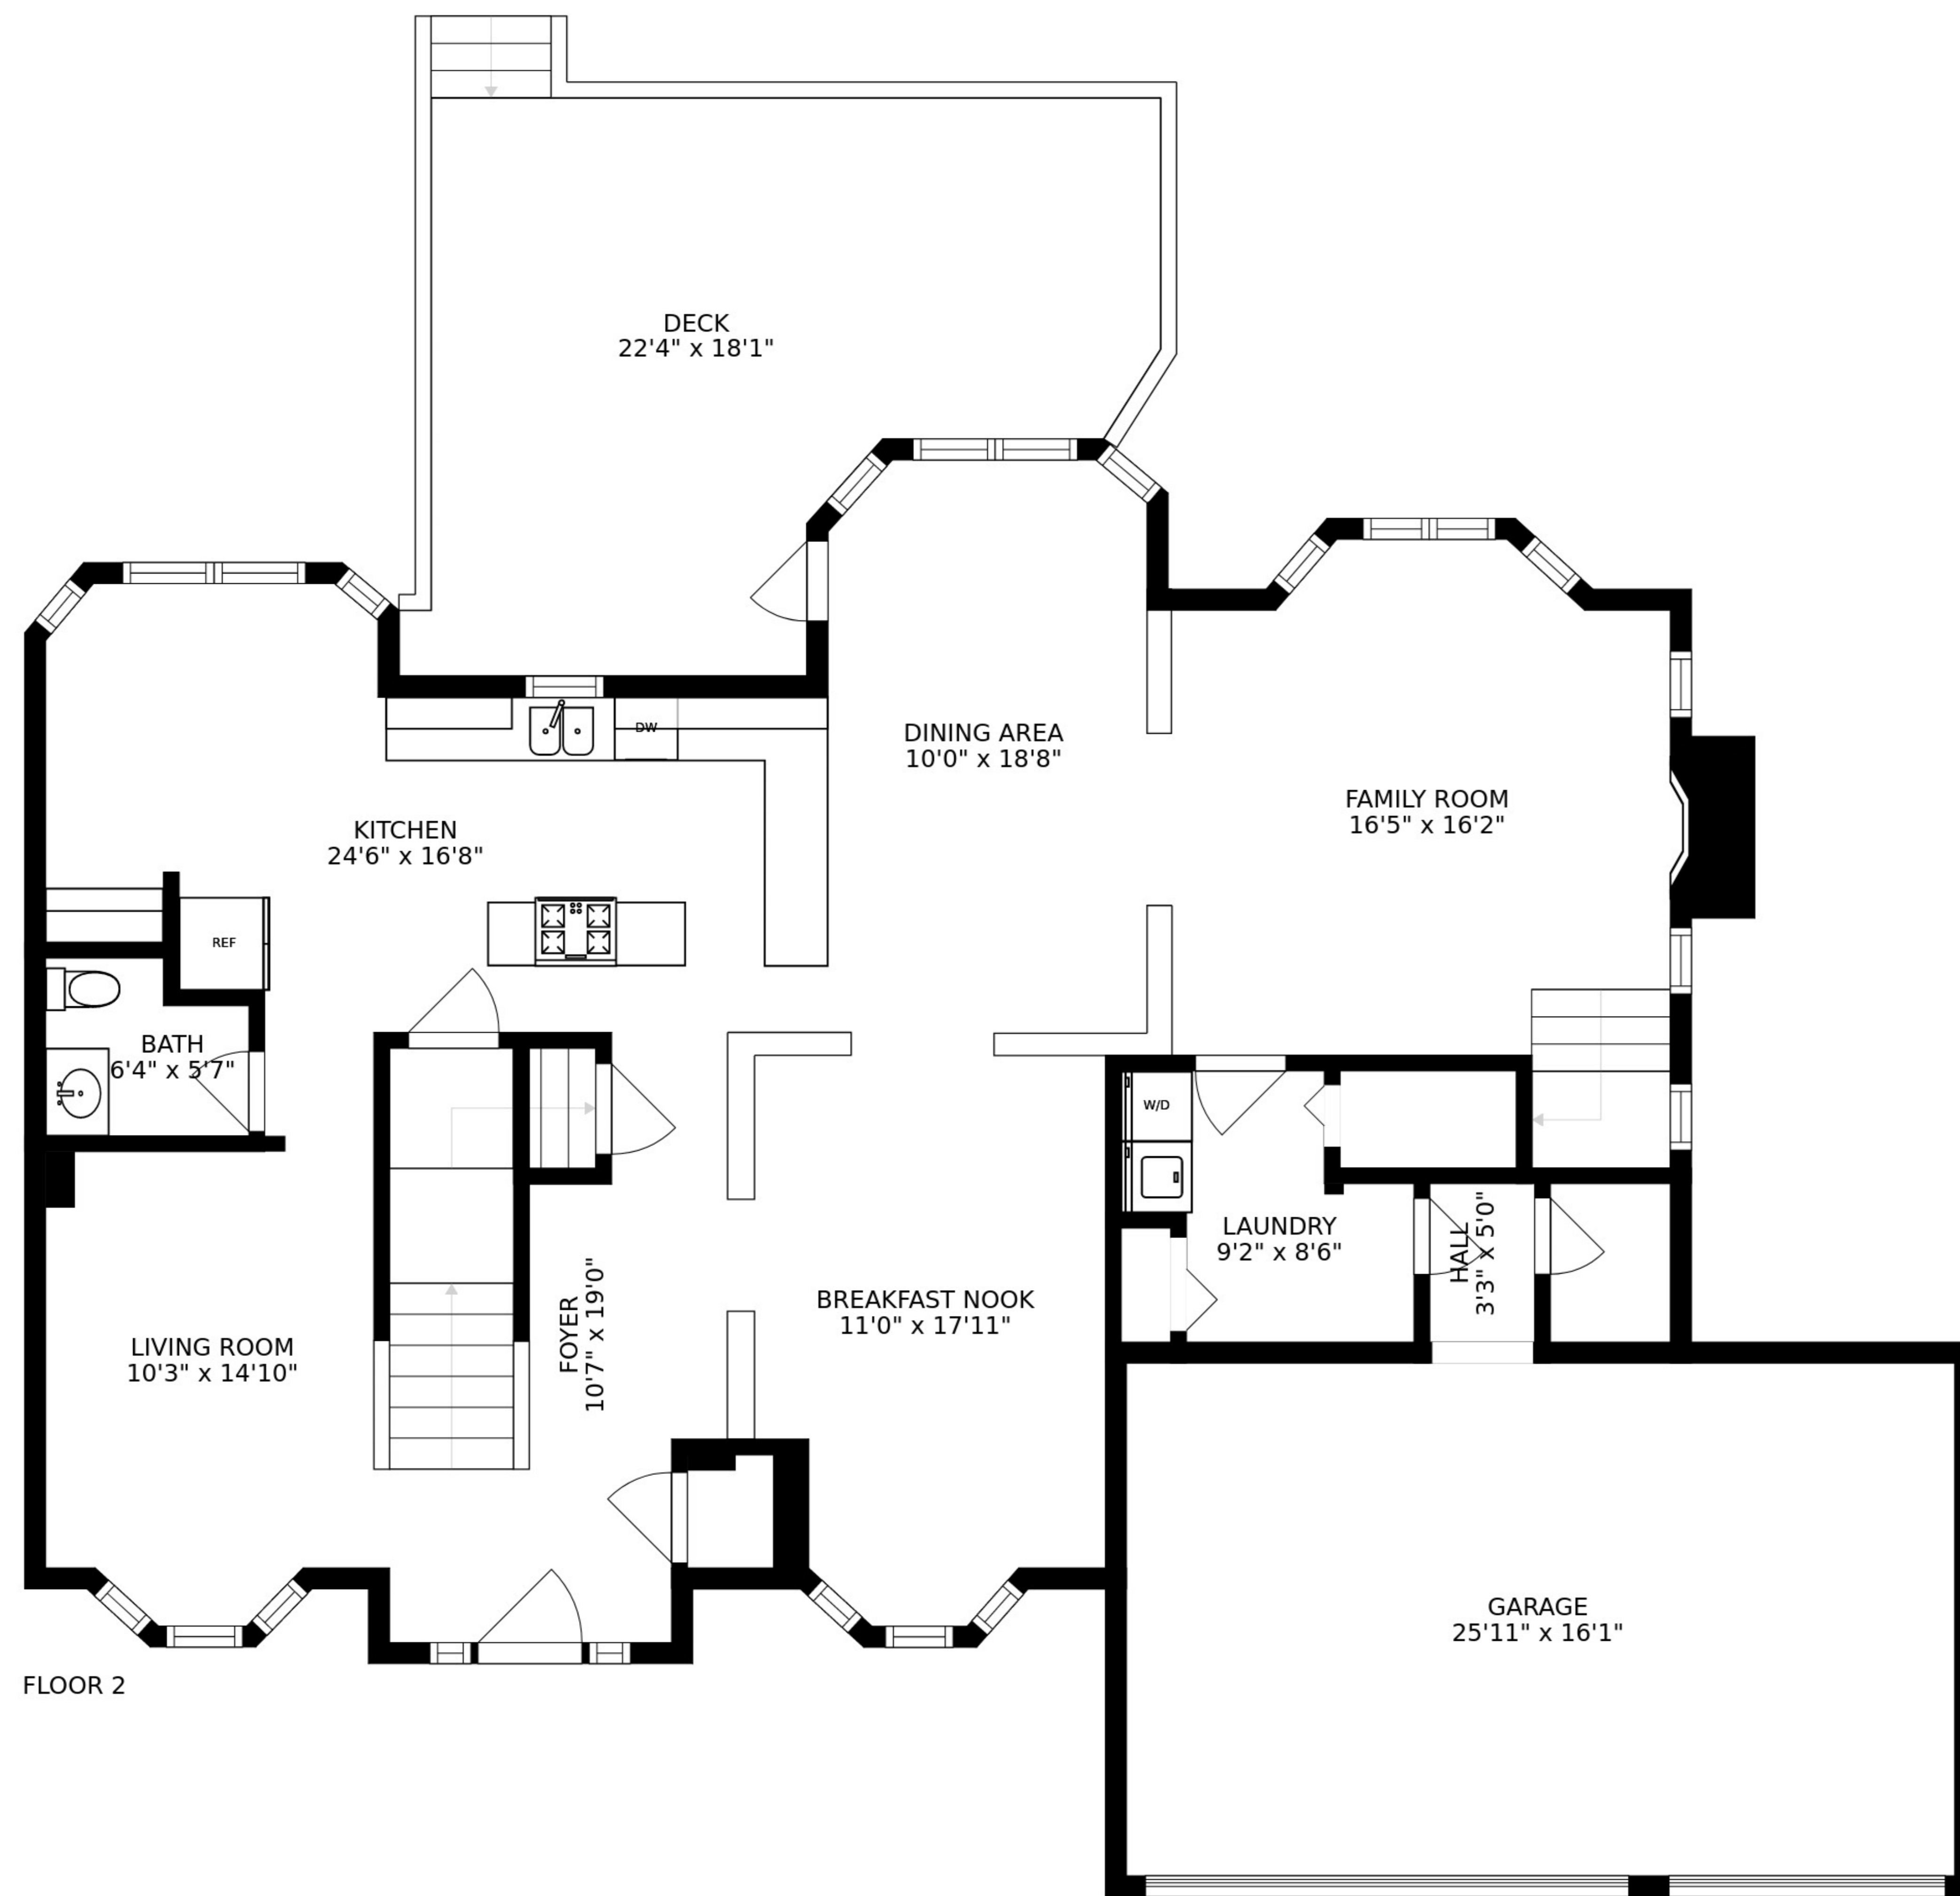 DECK
22'4" x 18'1"
DW
DINING AREA
10'0" x 18'8"
FAMILY ROOM
16'5" x 16'2"
KITCHEN
24'6" x 16'8"
REF
BATH
6'4" x 5'7"
W/D
LAUNDRY
9'2" x 8'6"
HALL
3'3" x 5'0"
FOYER
10'7" x 19'0"
BREAKFAST NOOK
11'0" x 17'11"
LIVING ROOM
10'3" x 14'10"
GARAGE
25'11" x 16'1"
FLOOR 2